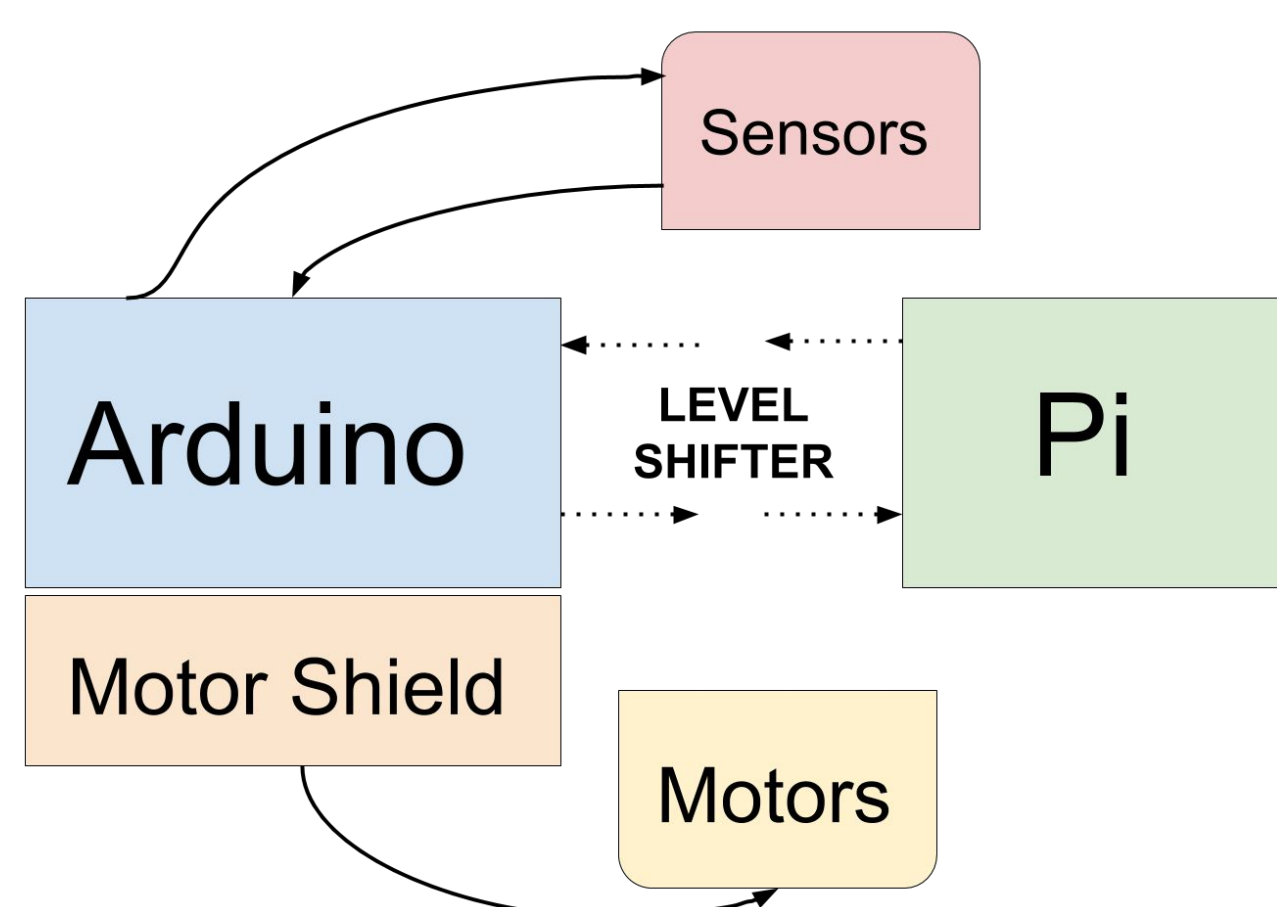 Sensors
Arduino
LEVEL
SHIFTER
Pi
Motor Shield
Motors